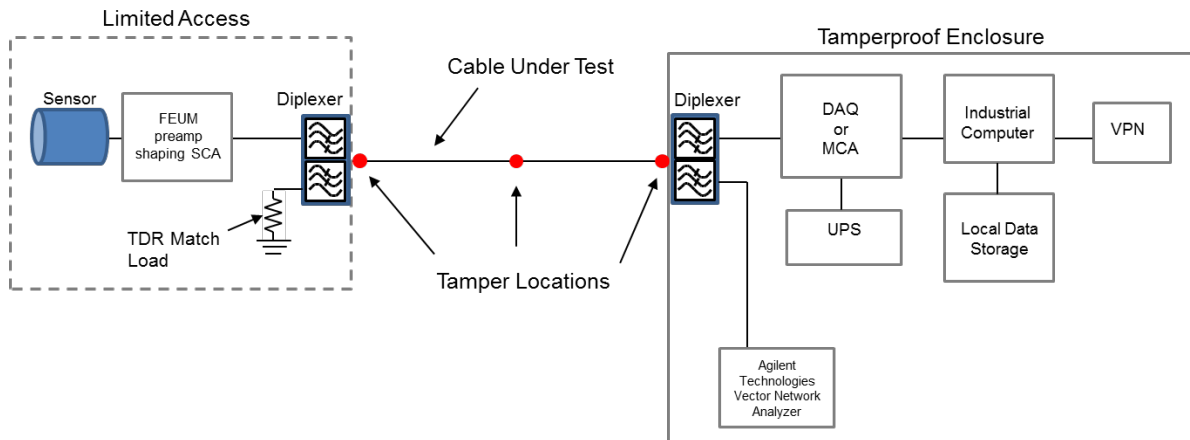 Limited Access
Sensor
FEUM
preamp
shaping SCA
Diplexer
TDR Match
Load
Cable Under Test
Tamper Locations
Tamperproof Enclosure
Diplexer
DAQ
or
MCA
Industrial
Computer
VPN
UPS
Local Data
Storage
Agilent
Technologies
Vector Network
Analyzer